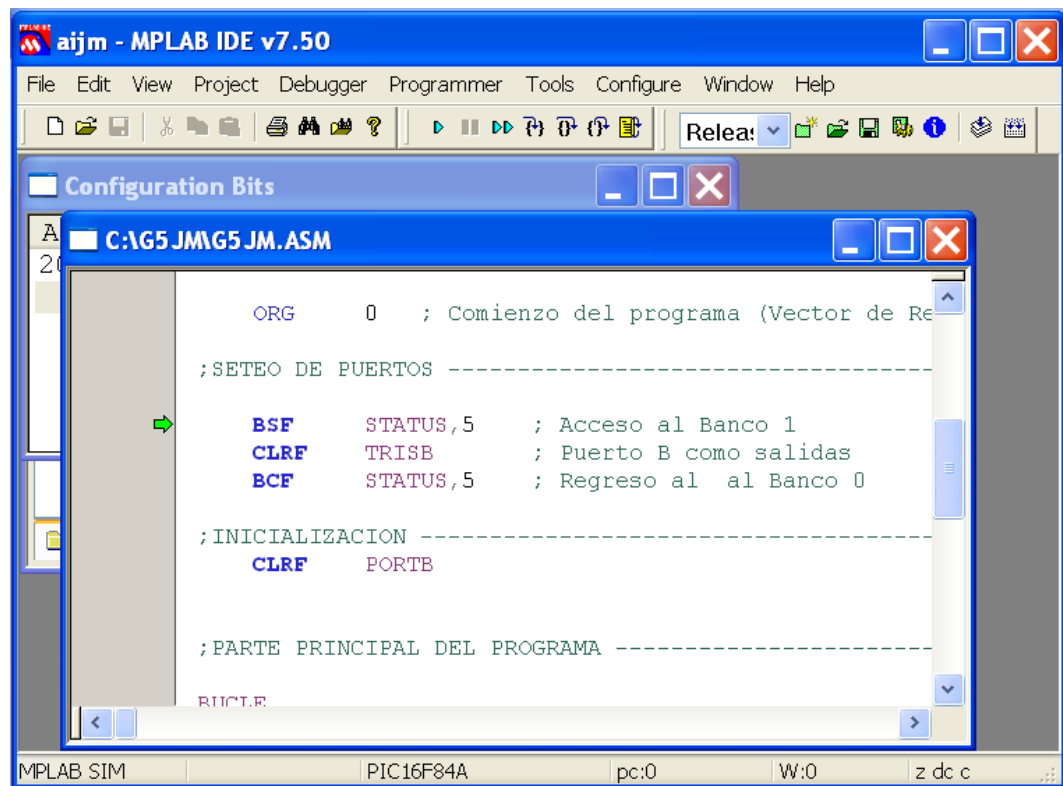 aijm - MPLAB IDE v7.50
File Edit View Project Debugger Programmer Tools Configure Window Help
Releas
Configuration Bits
A
20
C:\G5JM\G5JM.ASM
ORG 0 ; Comienzo del programa (Vector de Re
;SETEO DE PUERTOS -----------------------------------
BSF STATUS,5 ; Acceso al Banco 1
CLRF TRISB ; Puerto B como salidas
BCF STATUS,5 ; Regreso al al Banco 0
;INICIALIZACION -------------------------------------
CLRF PORTB
;PARTE PRINCIPAL DEL PROGRAMA -----------------------
BUCLE
MPLAB SIM PIC16F84A pc:0 W:0 z dc c